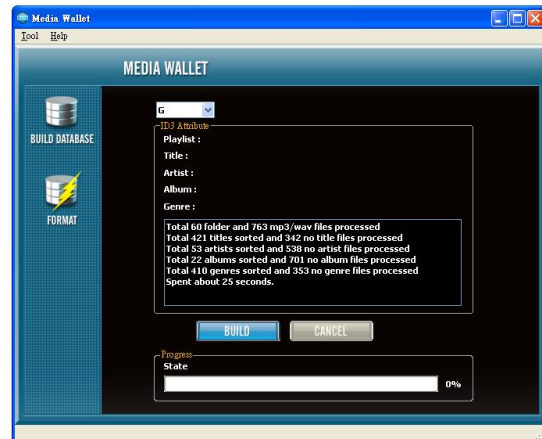 Media Wallet
Tool Help
MEDIA WALLET
BUILD DATABASE
FORMAT
G
ID3 Attribute
Playlist :
Title :
Artist :
Album :
Genre :
Total 60 folder and 763 mp3/wav files processed
Total 421 titles sorted and 342 no title files processed
Total 53 artists sorted and 538 no artist files processed
Total 22 albums sorted and 701 no album files processed
Total 410 genres sorted and 353 no genre files processed
Spent about 25 seconds.
BUILD CANCEL
Progress
State
0%